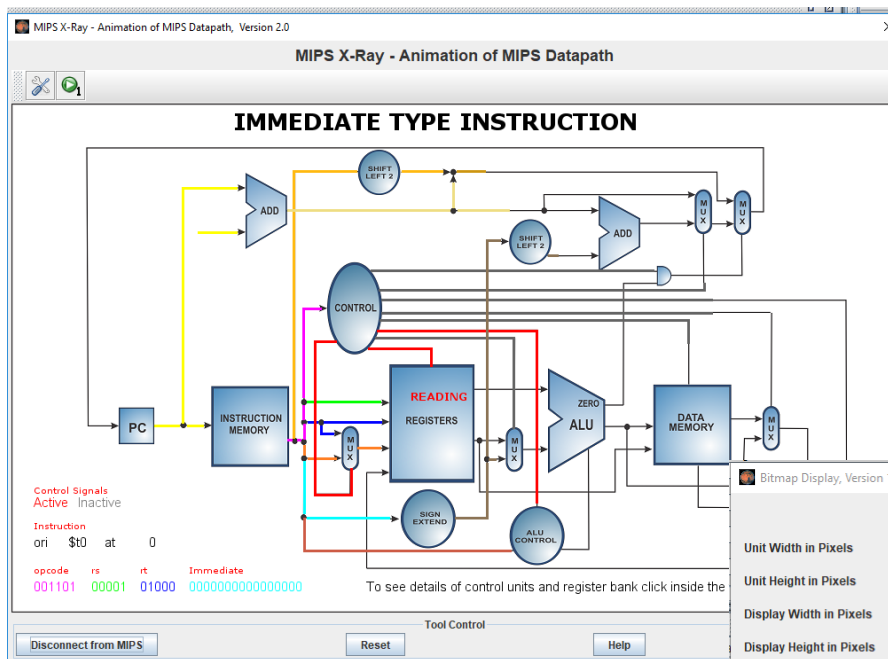 MIPS X-Ray - Animation of MIPS Datapath, Version 2.0
MIPS X-Ray - Animation of MIPS Datapath
1
IMMEDIATE TYPE INSTRUCTION
SHIFT
LEFT 2
ADD
MUX
MUX
SHIFT
LEFT 2
ADD
CONTROL
READING
REGISTERS
INSTRUCTION
MEMORY
PC
MUX
MUX
ZERO
ALU
DATA
MEMORY
MUX
SIGN
EXTEND
ALU
CONTROL
Control Signals
Active Inactive
Instruction
ori $t0 at 0
opcode rs rt Immediate
001101 00001 01000 0000000000000000
To see details of control units and register bank click inside the
Bitmap Display, Version
Unit Width in Pixels
Unit Height in Pixels
Display Width in Pixels
Display Height in Pixels
Tool Control
Disconnect from MIPS
Reset
Help